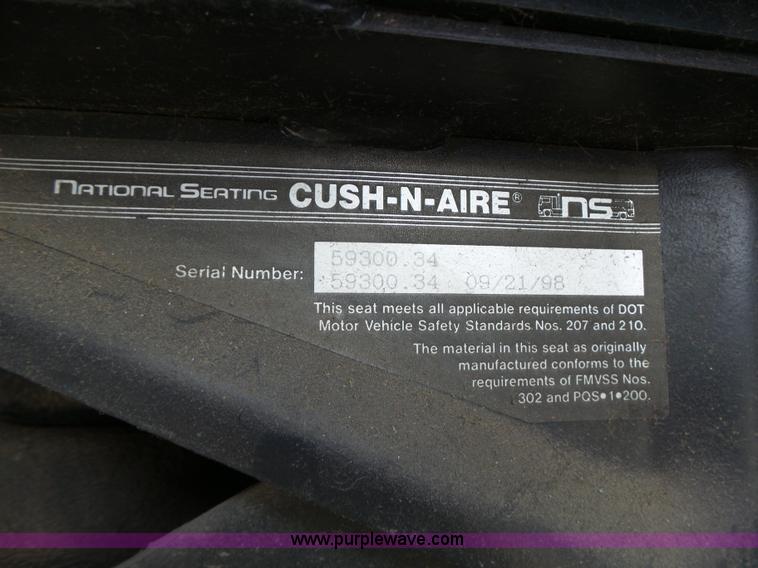 NATIONAL SEATING CUSH-N-AIRE® ns
59300.34
Serial Number: 59300.34 09/21/98
This seat meets all applicable requirements of DOT
Motor Vehicle Safety Standards Nos. 207 and 210.
The material in this seat as originally
manufactured conforms to the
requirements of FMVSS Nos.
302 and PQS•1•200.
www.purplewave.com